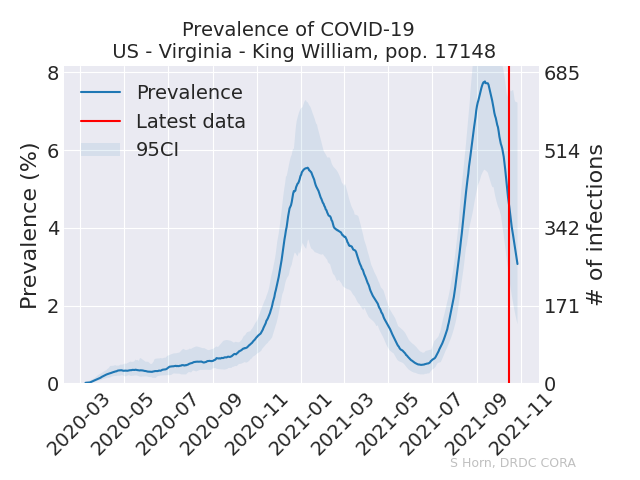 Prevalence of COVID-19
US - Virginia - King William, pop. 17148
Prevalence (%)
8
6
4
2
0
Prevalence
Latest data
95CI
685
514
342
171
0
# of infections
2020-03
2020-05
2020-07
2020-09
2020-11
2021-01
2021-03
2021-05
2021-07
2021-09
2021-11
S Horn, DRDC CORA